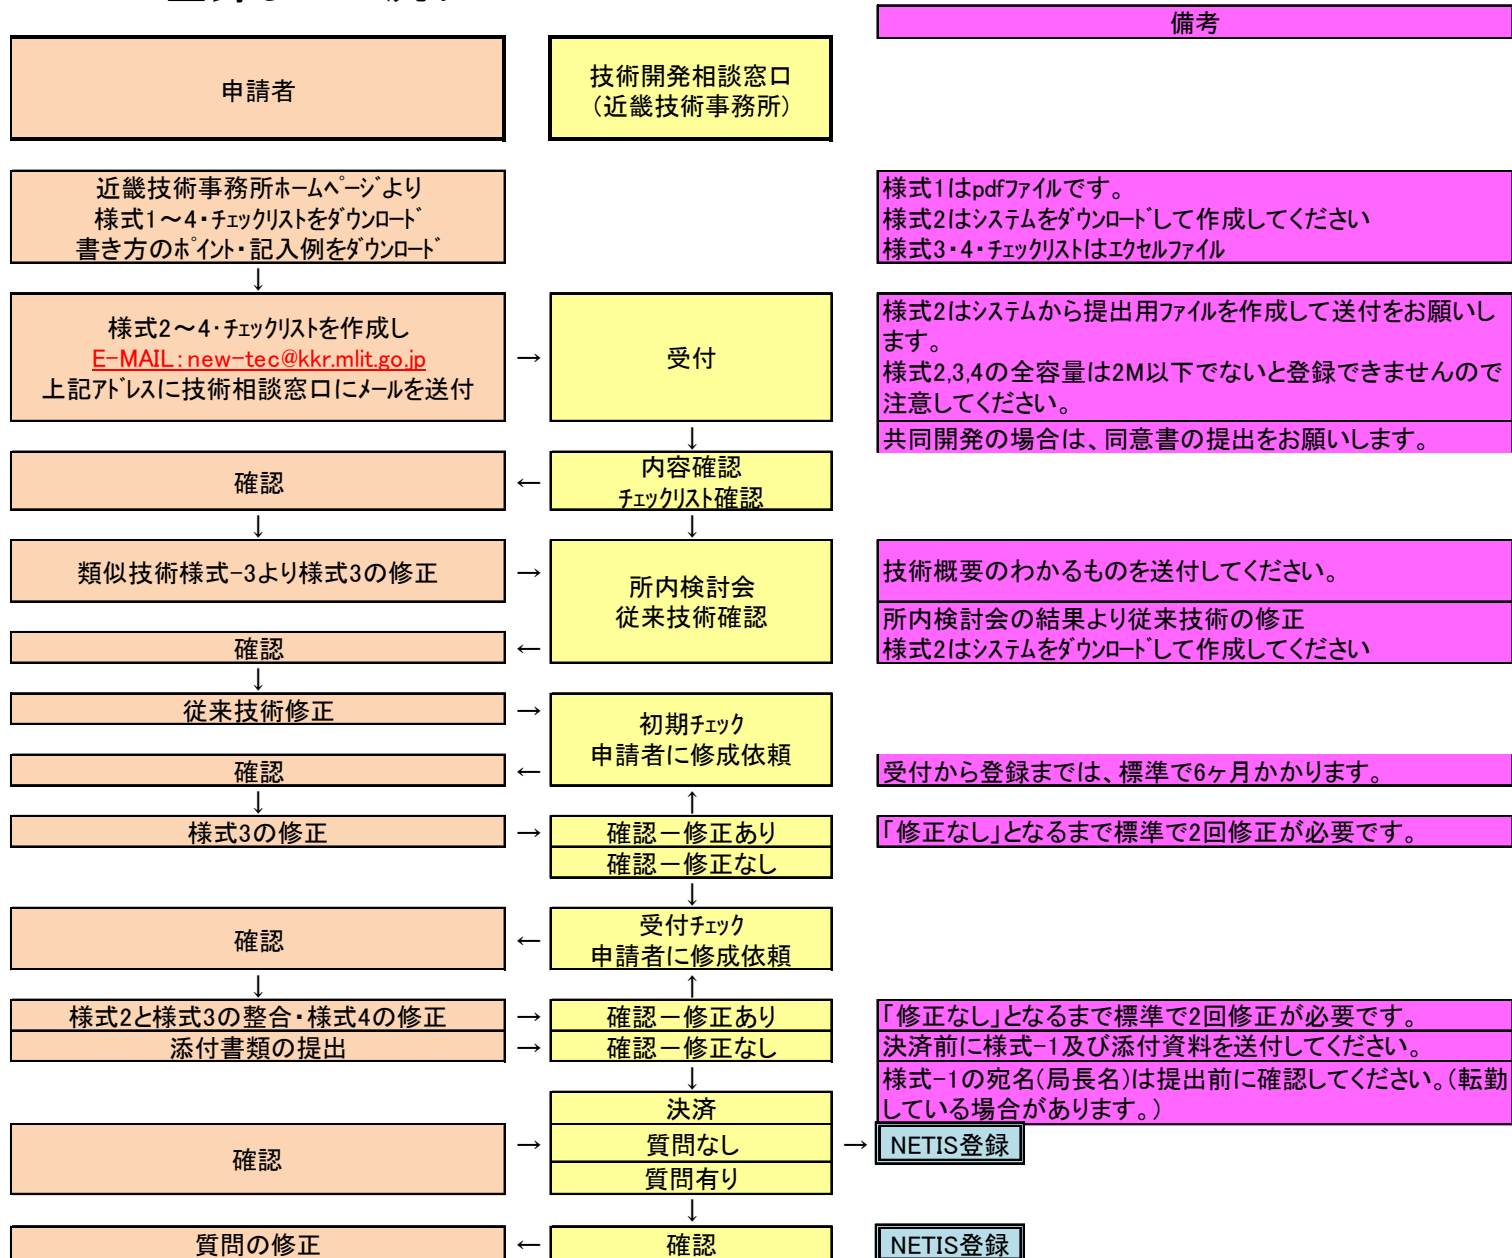 備考
申請者
技術開発相談窓口
(近畿技術事務所)
近畿技術事務所ホームページより
様式1～4・チェックリストをダウンロード
書き方のポイント・記入例をダウンロード
様式1はpdfファイルです。
様式2はシステムをダウンロードして作成してください
様式3・4・チェックリストはエクセルファイル
↓
様式2～4・チェックリストを作成し
E-MAIL：new-tec@kkr.mlit.go.jp
上記アドレスに技術相談窓口にメールを送付
→
受付
様式2はシステムから提出用ファイルを作成して送付をお願いし
ます。
様式2,3,4の全容量は2M以下でないと登録できませんので
注意してください。
↓
共同開発の場合は、同意書の提出をお願いします。
確認
←
内容確認
チェックリスト確認
↓
↓
類似技術様式-3より様式3の修正
→
所内検討会
従来技術確認
技術概要のわかるものを送付してください。
所内検討会の結果より従来技術の修正
様式2はシステムをダウンロードして作成してください
確認
←
↓
従来技術修正
→
初期チェック
申請者に修成依頼
確認
←
受付から登録までは、標準で6ヶ月かかります。
↓
↑
様式3の修正
→
確認－修正あり
「修正なし」となるまで標準で2回修正が必要です。
確認－修正なし
↓
確認
←
受付チェック
申請者に修成依頼
↓
↑
様式2と様式3の整合・様式4の修正
→
確認－修正あり
「修正なし」となるまで標準で2回修正が必要です。
添付書類の提出
→
確認－修正なし
決済前に様式-1及び添付資料を送付してください。
↓
様式-1の宛名(局長名)は提出前に確認してください。(転勤
している場合があります。)
決済
確認
→
質問なし
→
NETIS登録
質問有り
↓
質問の修正
←
確認
NETIS登録